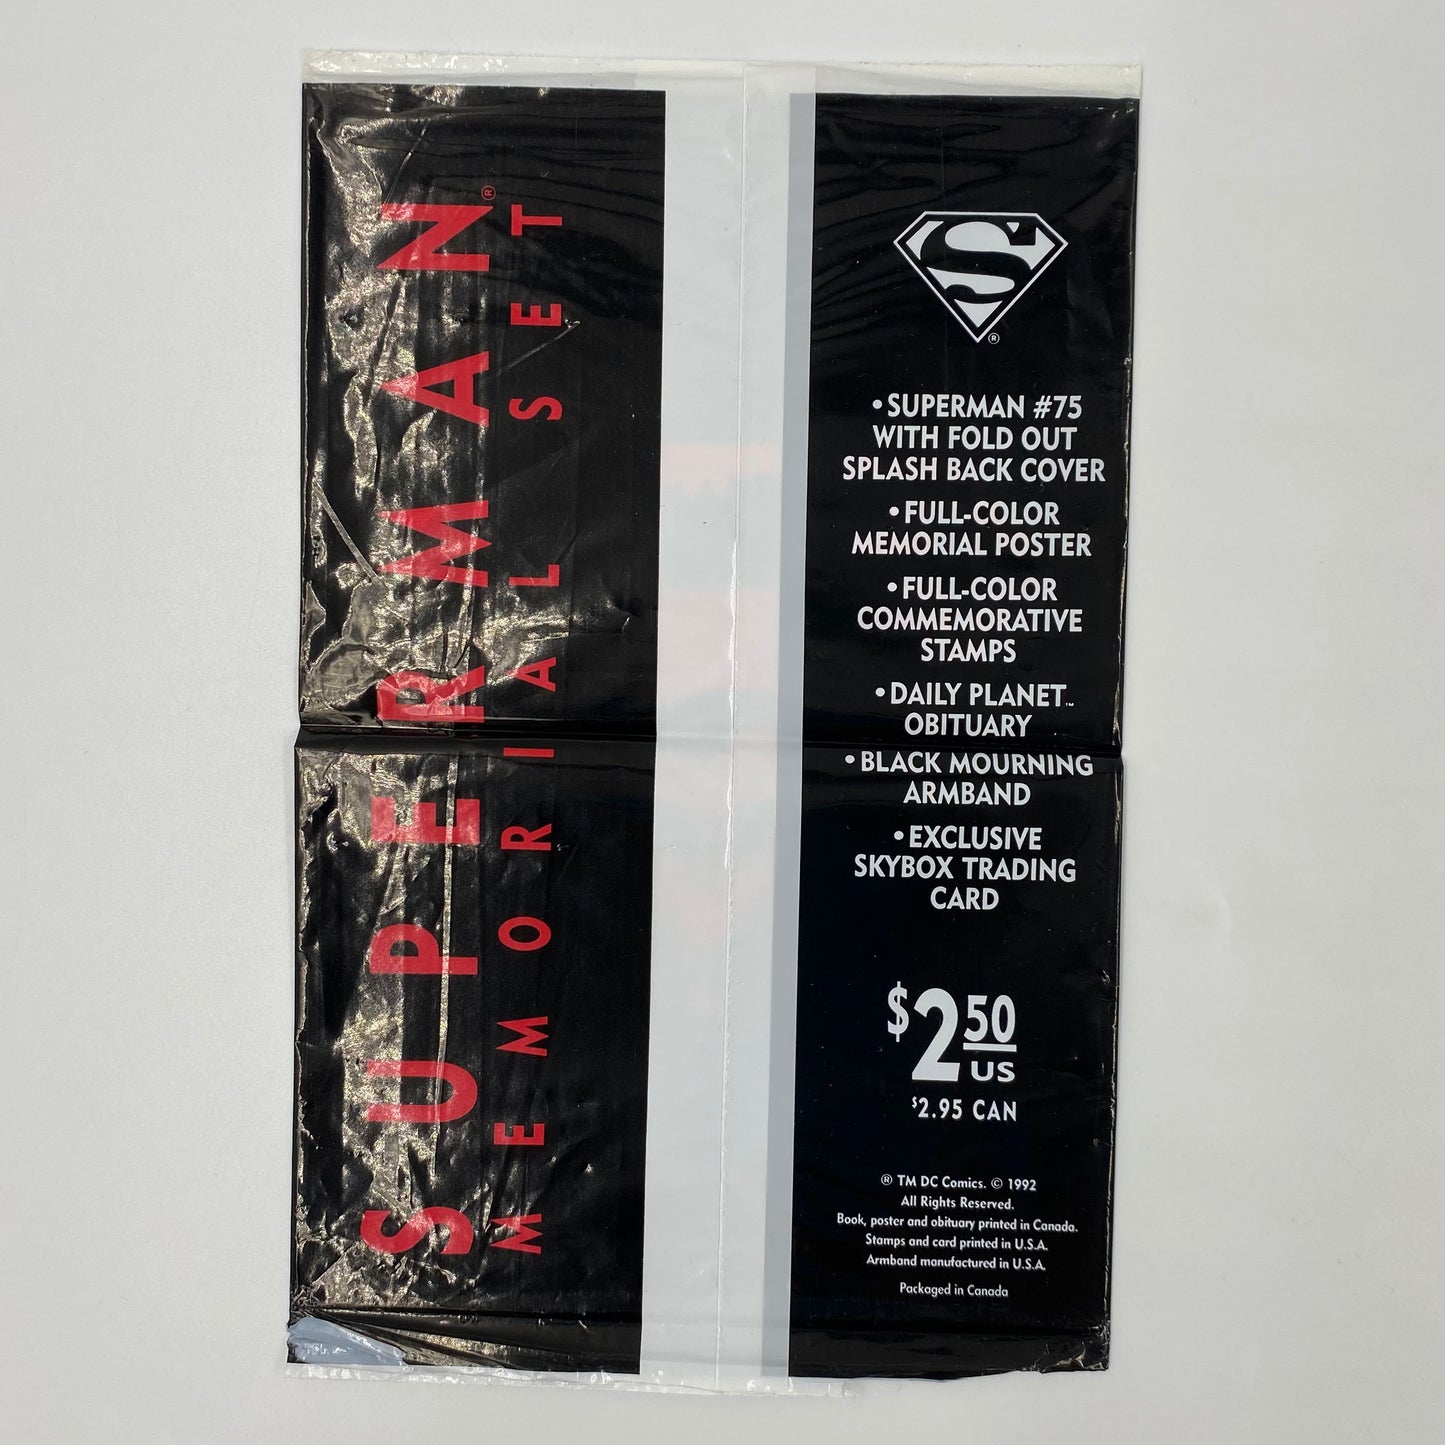 SUPERMAN®
MEMORIAL SET
S
®
• SUPERMAN #75
WITH FOLD OUT
SPLASH BACK COVER
• FULL-COLOR
MEMORIAL POSTER
• FULL-COLOR
COMMEMORATIVE
STAMPS
• DAILY PLANET™
OBITUARY
• BLACK MOURNING
ARMBAND
• EXCLUSIVE
SKYBOX TRADING
CARD
$2.50
US
$2.95 CAN
® TM DC Comics. © 1992
All Rights Reserved.
Book, poster and obituary printed in Canada.
Stamps and card printed in U.S.A.
Armband manufactured in U.S.A.
Packaged in Canada